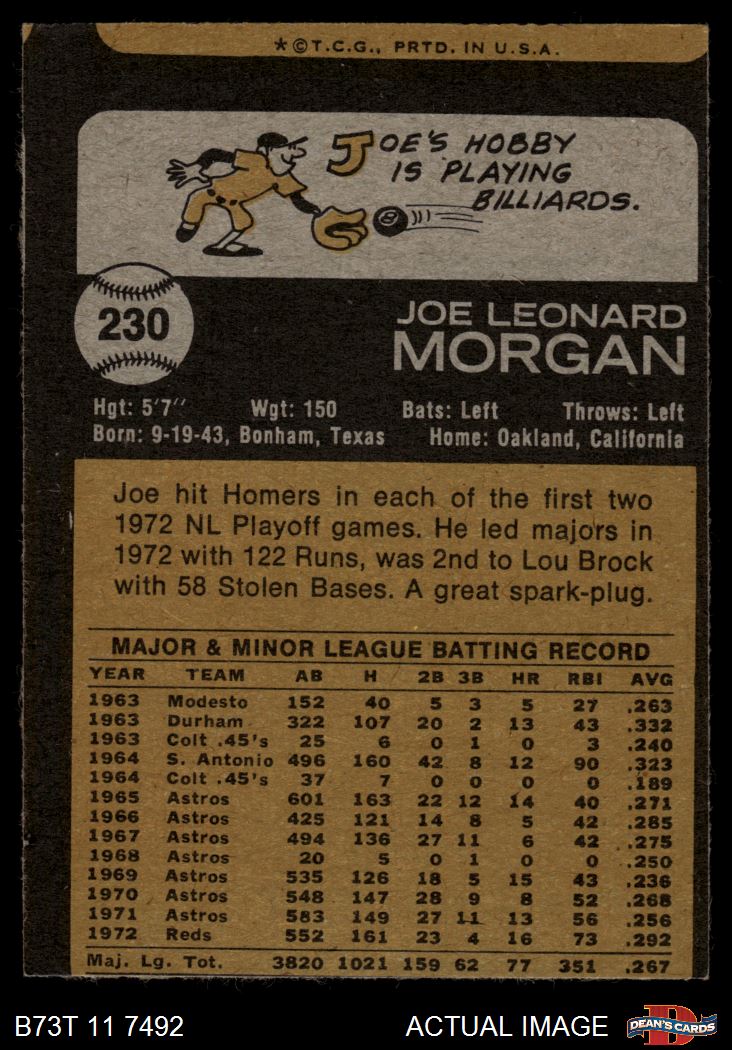 *©T.C.G., PRTD. IN U.S.A.
JOE'S HOBBY
IS PLAYING
BILLIARDS.
8
230
JOE LEONARD
MORGAN
Hgt: 5'7" Wgt: 150 Bats: Left Throws: Left
Born: 9-19-43, Bonham, Texas Home: Oakland, California
Joe hit Homers in each of the first two
1972 NL Playoff games. He led majors in
1972 with 122 Runs, was 2nd to Lou Brock
with 58 Stolen Bases. A great spark-plug.
MAJOR & MINOR LEAGUE BATTING RECORD
YEAR TEAM AB H 2B 3B HR RBI AVG
1963 Modesto 152 40 5 3 5 27 .263
1963 Durham 322 107 20 2 13 43 .332
1963 Colt .45's 25 6 0 1 0 3 .240
1964 S. Antonio 496 160 42 8 12 90 .323
1964 Colt .45's 37 7 0 0 0 0 .189
1965 Astros 601 163 22 12 14 40 .271
1966 Astros 425 121 14 8 5 42 .285
1967 Astros 494 136 27 11 6 42 .275
1968 Astros 20 5 0 1 0 0 .250
1969 Astros 535 126 18 5 15 43 .236
1970 Astros 548 147 28 9 8 52 .268
1971 Astros 583 149 27 11 13 56 .256
1972 Reds 552 161 23 4 16 73 .292
Maj. Lg. Tot. 3820 1021 159 62 77 351 .267
B73T 11 7492 ACTUAL IMAGE DEAN'S CARDS